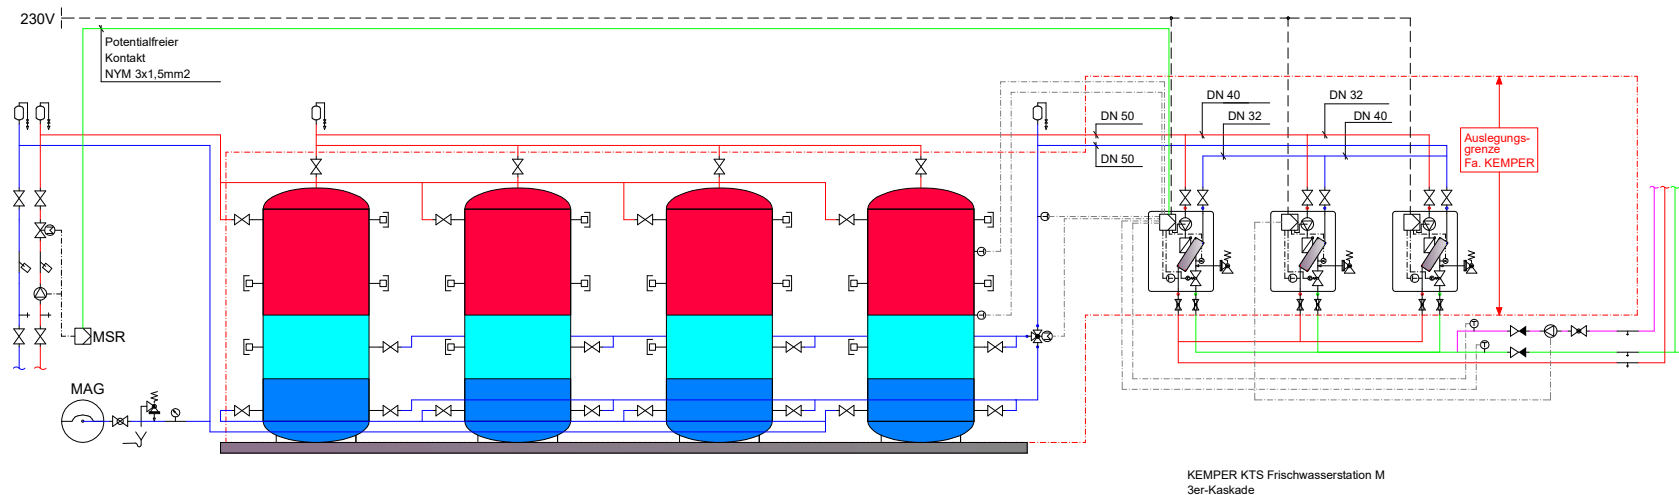 230V
Potentialfreier
Kontakt
NYM 3x1,5mm2
DN 50
DN 50
DN 40
DN 32
DN 32
DN 40
Auslegungs-
grenze
Fa. KEMPER
MSR
MAG
KEMPER KTS Frischwasserstation M
3er-Kaskade